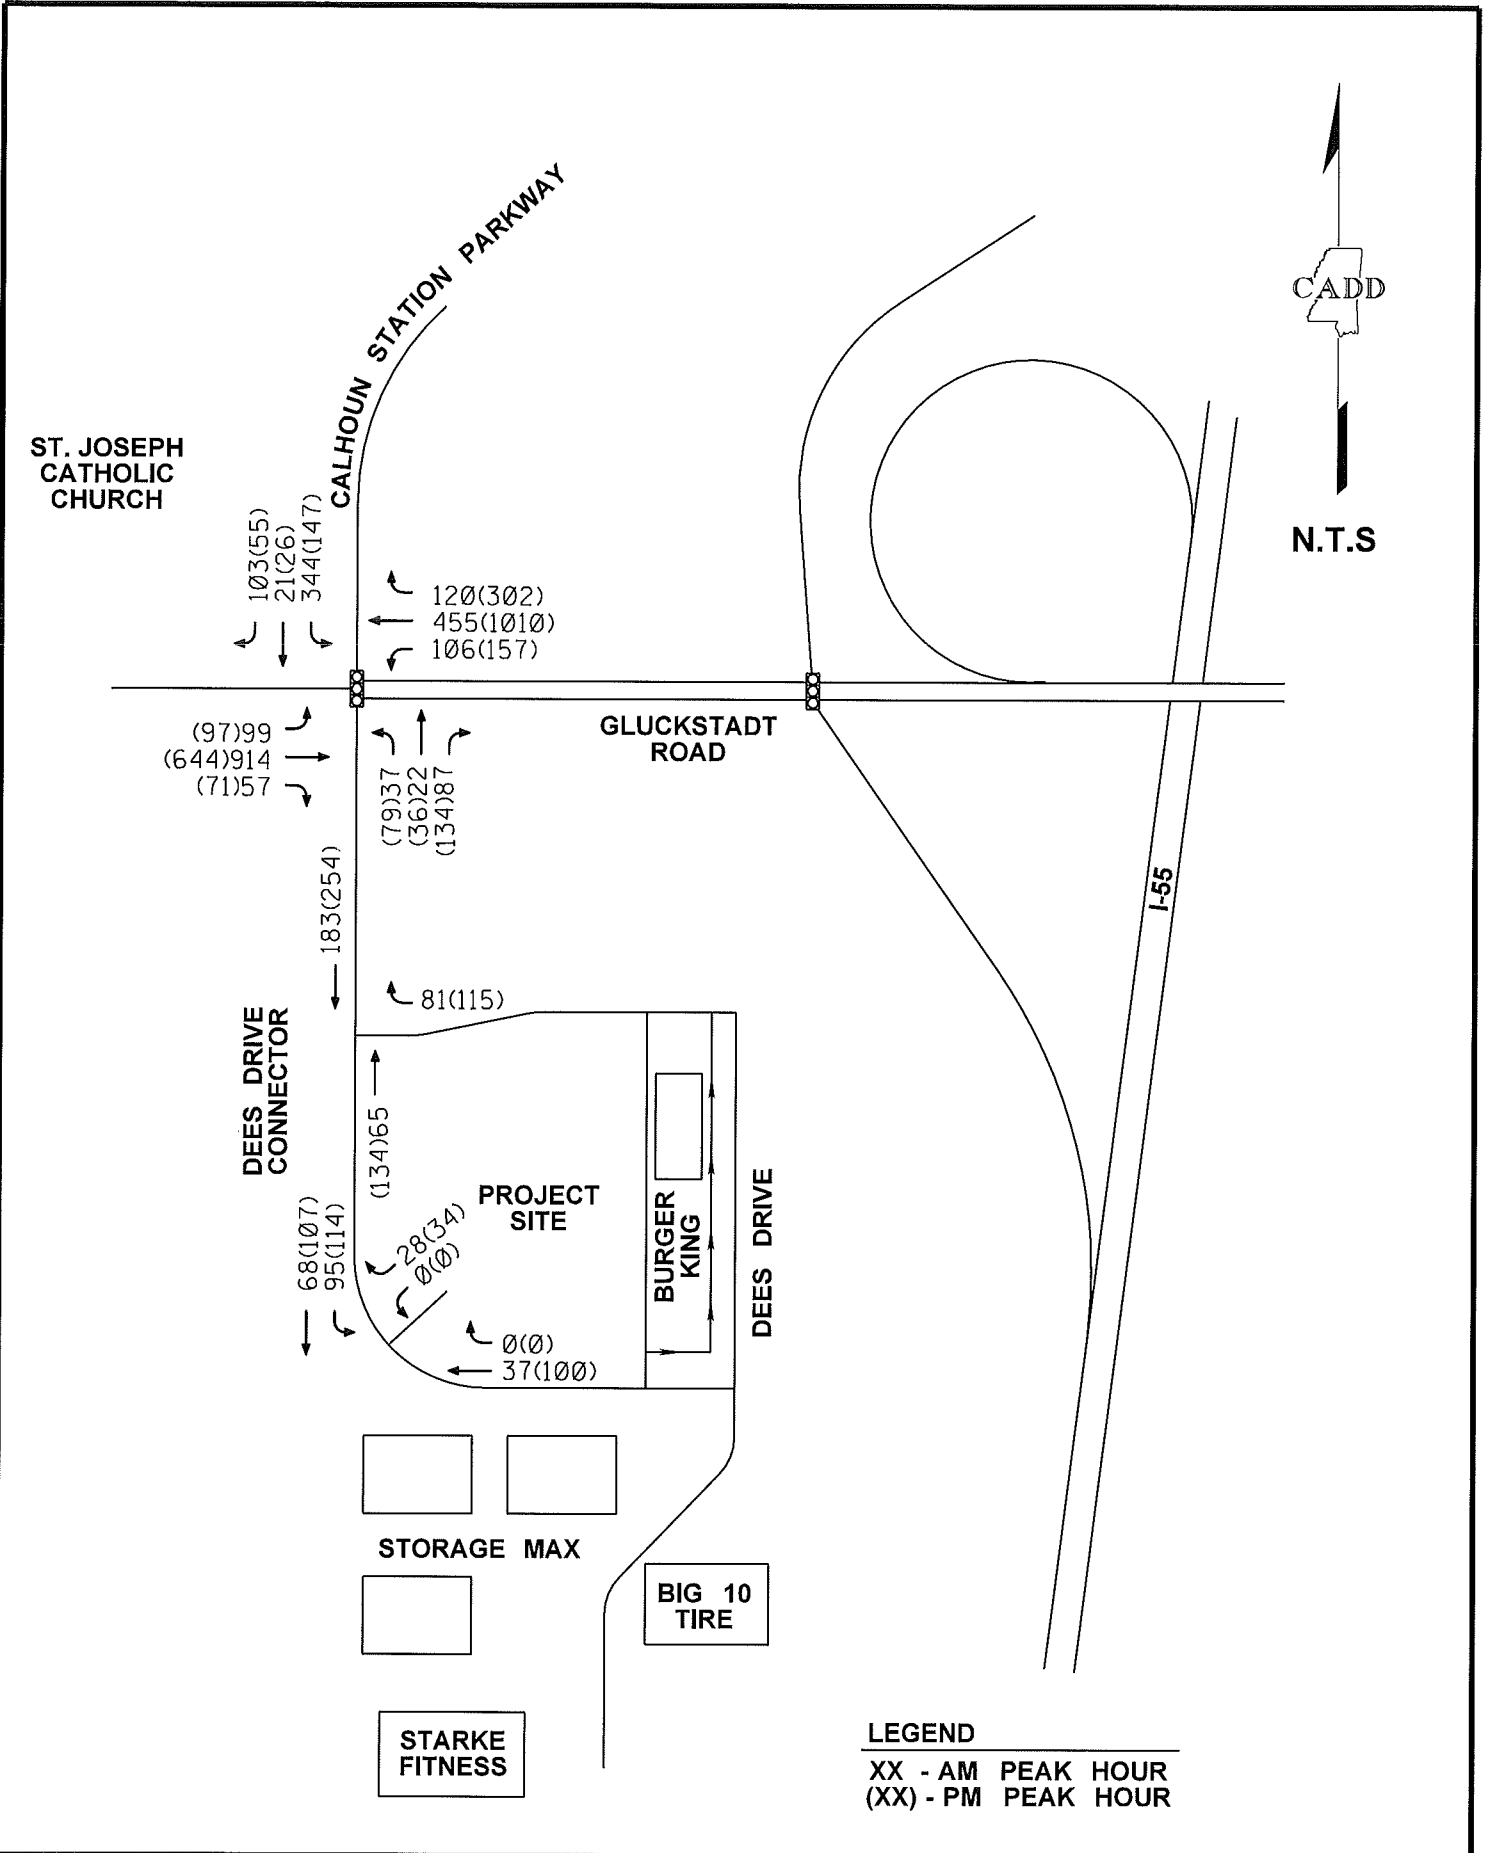 CALHOUN STATION PARKWAY
CADD
N.T.S
ST. JOSEPH
CATHOLIC
CHURCH
103(55)
21(26)
344(147)
120(302)
455(1010)
106(157)
(97)99
(644)914
(71)57
(79)37
(36)22
(134)87
GLUCKSTADT
ROAD
I-55
183(254)
81(115)
DEES DRIVE
CONNECTOR
(134)65
PROJECT
SITE
68(107)
95(114)
28(34)
0(0)
0(0)
37(100)
BURGER
KING
DEES DRIVE
STORAGE MAX
BIG 10
TIRE
STARKE
FITNESS
LEGEND
XX - AM PEAK HOUR
(XX) - PM PEAK HOUR